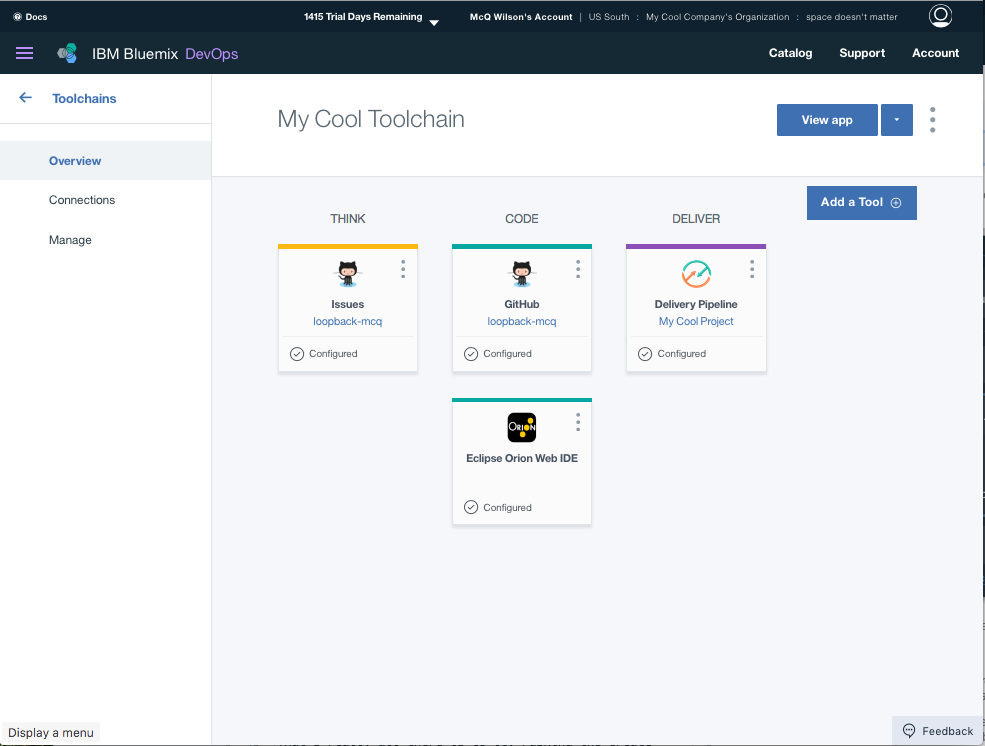 Docs
1415 Trial Days Remaining
McQ Wilson's Account | US South : My Cool Company's Organization : space doesn't matter
IBM Bluemix DevOps
Catalog Support Account
Toolchains
Overview
Connections
Manage
My Cool Toolchain
View app
Add a Tool
THINK CODE DELIVER
Issues
loopback-mcq
Configured
GitHub
loopback-mcq
Configured
Delivery Pipeline
My Cool Project
Configured
ORION
Eclipse Orion Web IDE
Configured
Display a menu
Feedback